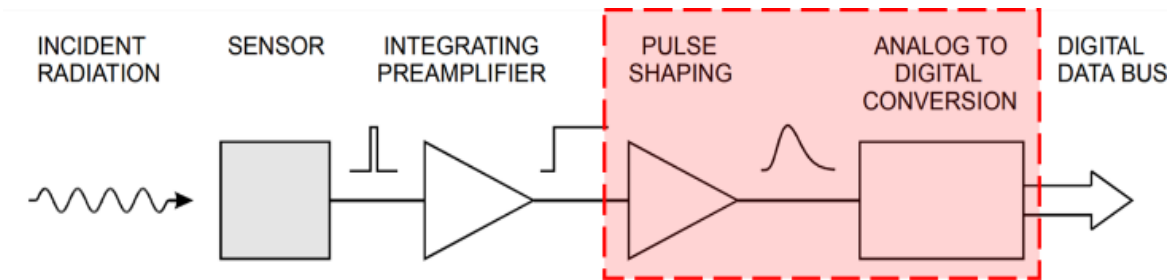 INCIDENT
RADIATION
SENSOR
INTEGRATING
PREAMPLIFIER
PULSE
SHAPING
ANALOG TO
DIGITAL
CONVERSION
DIGITAL
DATA BUS